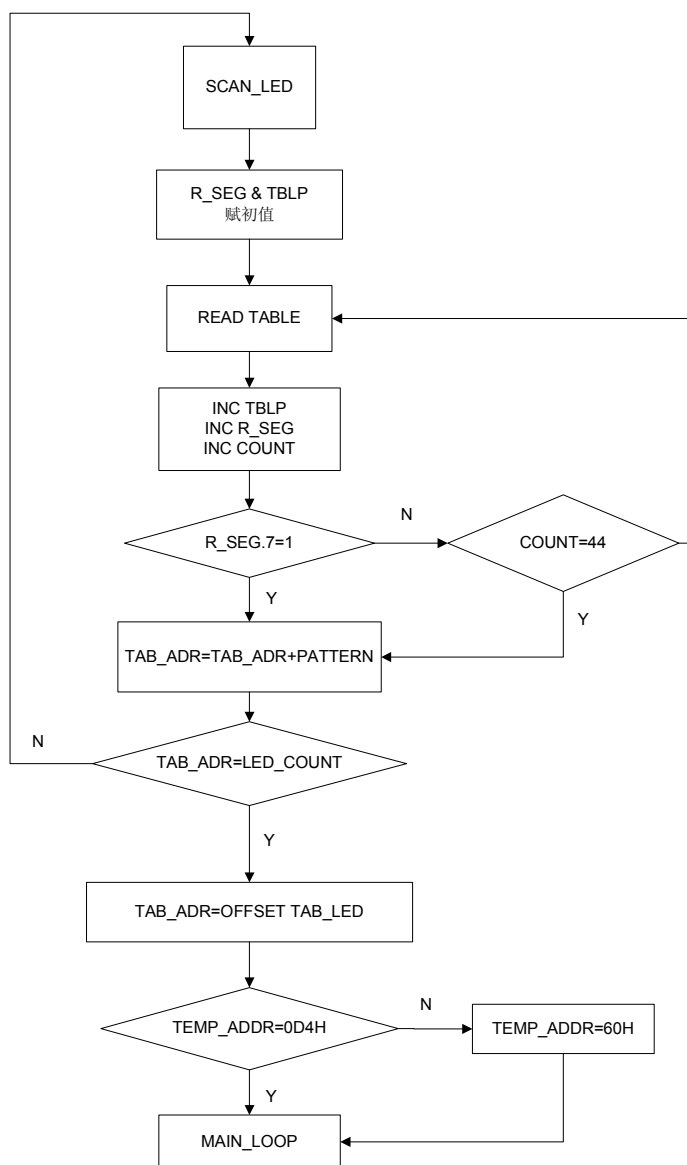 SCAN_LED
R_SEG & TBLP
赋初值
READ TABLE
INC TBLP
INC R_SEG
INC COUNT
R_SEG.7=1
N
COUNT=44
Y
Y
TAB_ADR=TAB_ADR+PATTERN
N
TAB_ADR=LED_COUNT
Y
TAB_ADR=OFFSET TAB_LED
TEMP_ADDR=0D4H
N
TEMP_ADDR=60H
Y
MAIN_LOOP